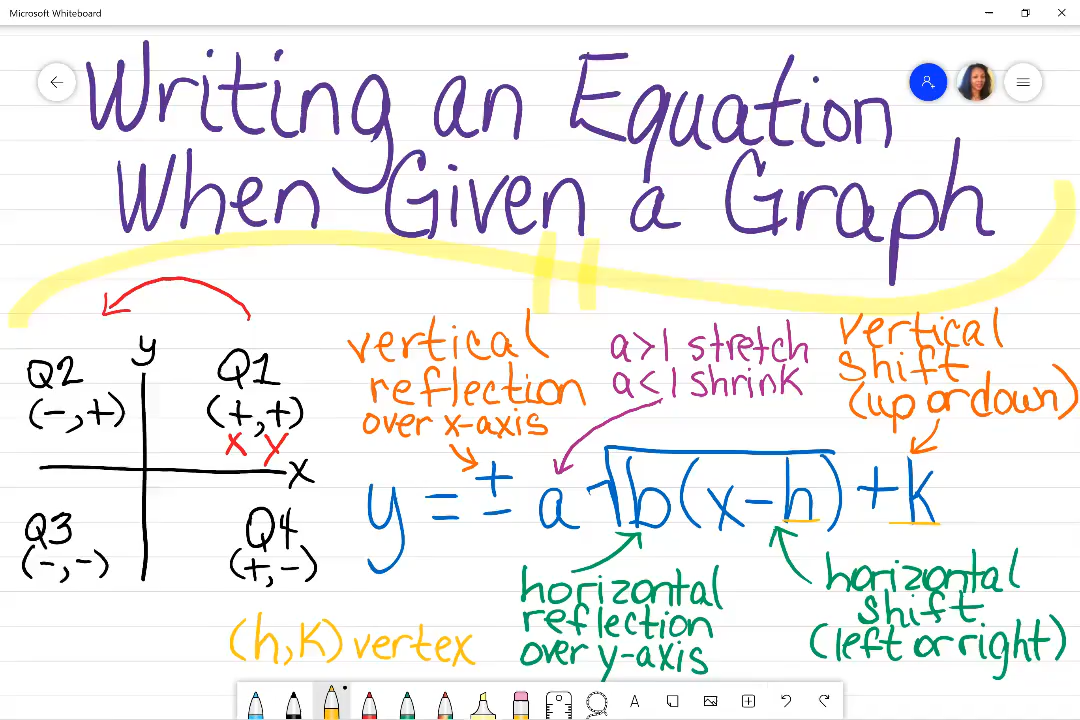 Microsoft Whiteboard
Writing an Equation
When Given a Graph
y
Q2
(-,+)
Q1
(+,+)
x y
x
Q3
(-,-)
Q4
(+,-)
vertical
reflection
over x-axis
a>1 stretch
a<1 shrink
vertical
shift
(up or down)
y = ± a√b(x-h) + k
horizontal
reflection
over y-axis
horizontal
shift
(left or right)
(h,k) vertex
A